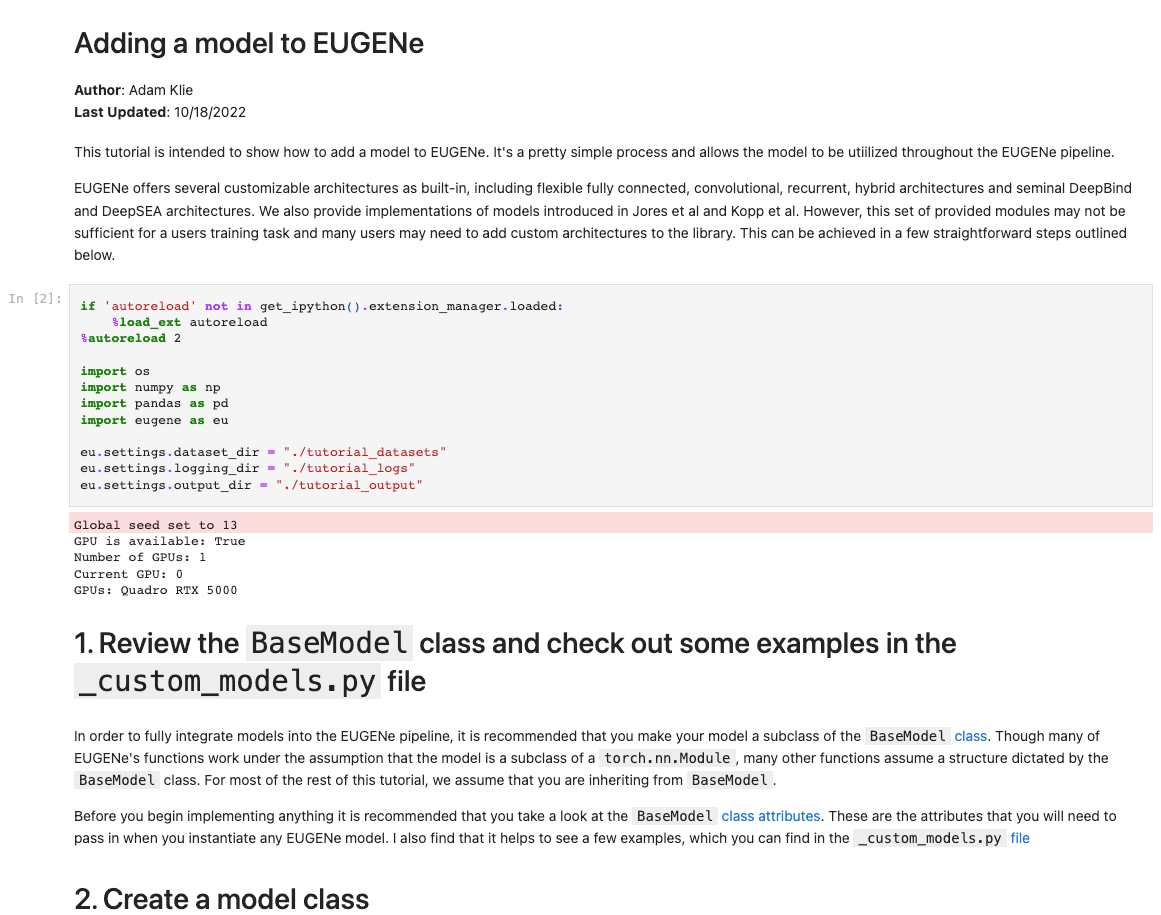 Adding a model to EUGENe
Author: Adam Klie
Last Updated: 10/18/2022
This tutorial is intended to show how to add a model to EUGENe. It's a pretty simple process and allows the model to be utiilized throughout the EUGENe pipeline.
EUGENe offers several customizable architectures as built-in, including flexible fully connected, convolutional, recurrent, hybrid architectures and seminal DeepBind
and DeepSEA architectures. We also provide implementations of models introduced in Jores et al and Kopp et al. However, this set of provided modules may not be
sufficient for a users training task and many users may need to add custom architectures to the library. This can be achieved in a few straightforward steps outlined
below.
In [2]:
if 'autoreload' not in get_ipython().extension_manager.loaded:
    %load_ext autoreload
%autoreload 2
import os
import numpy as np
import pandas as pd
import eugene as eu
eu.settings.dataset_dir = "./tutorial_datasets"
eu.settings.logging_dir = "./tutorial_logs"
eu.settings.output_dir = "./tutorial_output"
Global seed set to 13
GPU is available: True
Number of GPUs: 1
Current GPU: 0
GPUs: Quadro RTX 5000
1. Review the BaseModel class and check out some examples in the
_custom_models.py file
In order to fully integrate models into the EUGENe pipeline, it is recommended that you make your model a subclass of the BaseModel class. Though many of
EUGENe's functions work under the assumption that the model is a subclass of a torch.nn.Module , many other functions assume a structure dictated by the
BaseModel class. For most of the rest of this tutorial, we assume that you are inheriting from BaseModel .
Before you begin implementing anything it is recommended that you take a look at the BaseModel class attributes. These are the attributes that you will need to
pass in when you instantiate any EUGENe model. I also find that it helps to see a few examples, which you can find in the _custom_models.py file
2. Create a model class